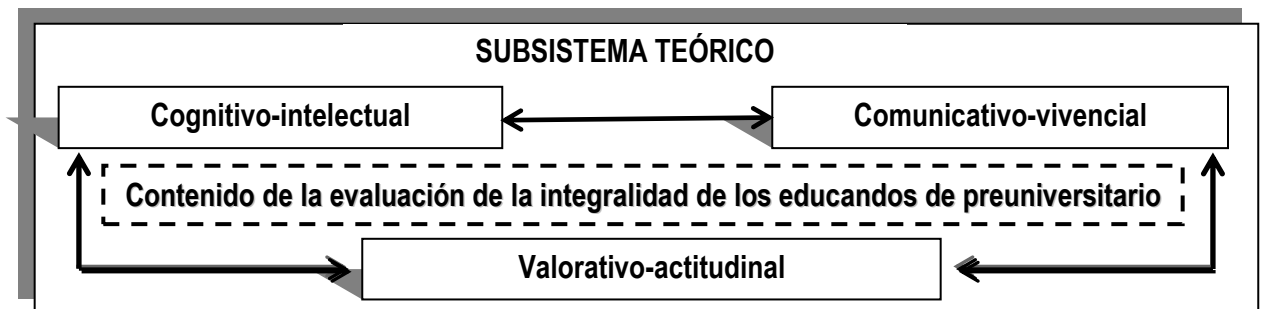 SUBSISTEMA TEÓRICO
Cognitivo-intelectual
Comunicativo-vivencial
Contenido de la evaluación de la integralidad de los educandos de preuniversitario
Valorativo-actitudinal